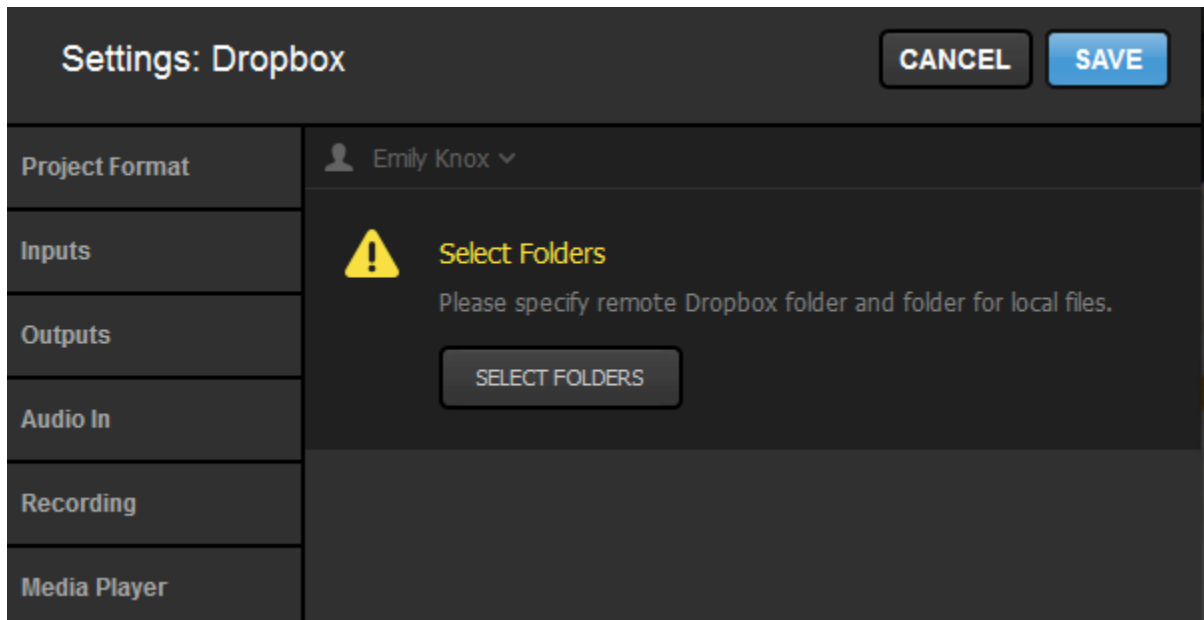 Settings: Dropbox
CANCEL
SAVE
Project Format
Emily Knox
Inputs
Select Folders
Please specify remote Dropbox folder and folder for local files.
Outputs
SELECT FOLDERS
Audio In
Recording
Media Player